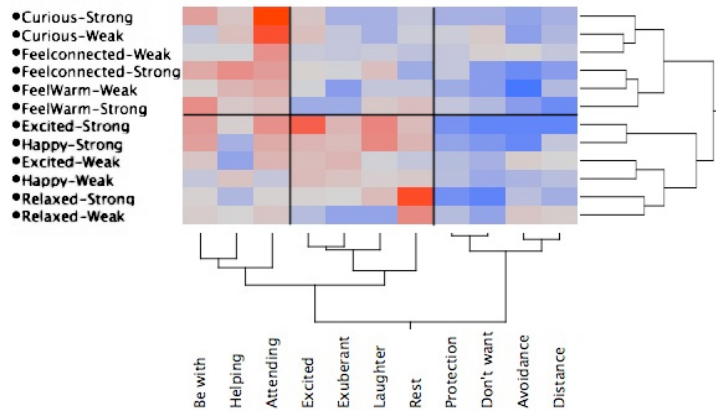 ●Curious-Strong
●Curious-Weak
●Feelconnected-Weak
●Feelconnected-Strong
●FeelWarm-Weak
●FeelWarm-Strong
●Excited-Strong
●Happy-Strong
●Excited-Weak
●Happy-Weak
●Relaxed-Strong
●Relaxed-Weak
Be with
Helping
Attending
Excited
Exuberant
Laughter
Rest
Protection
Don't want
Avoidance
Distance